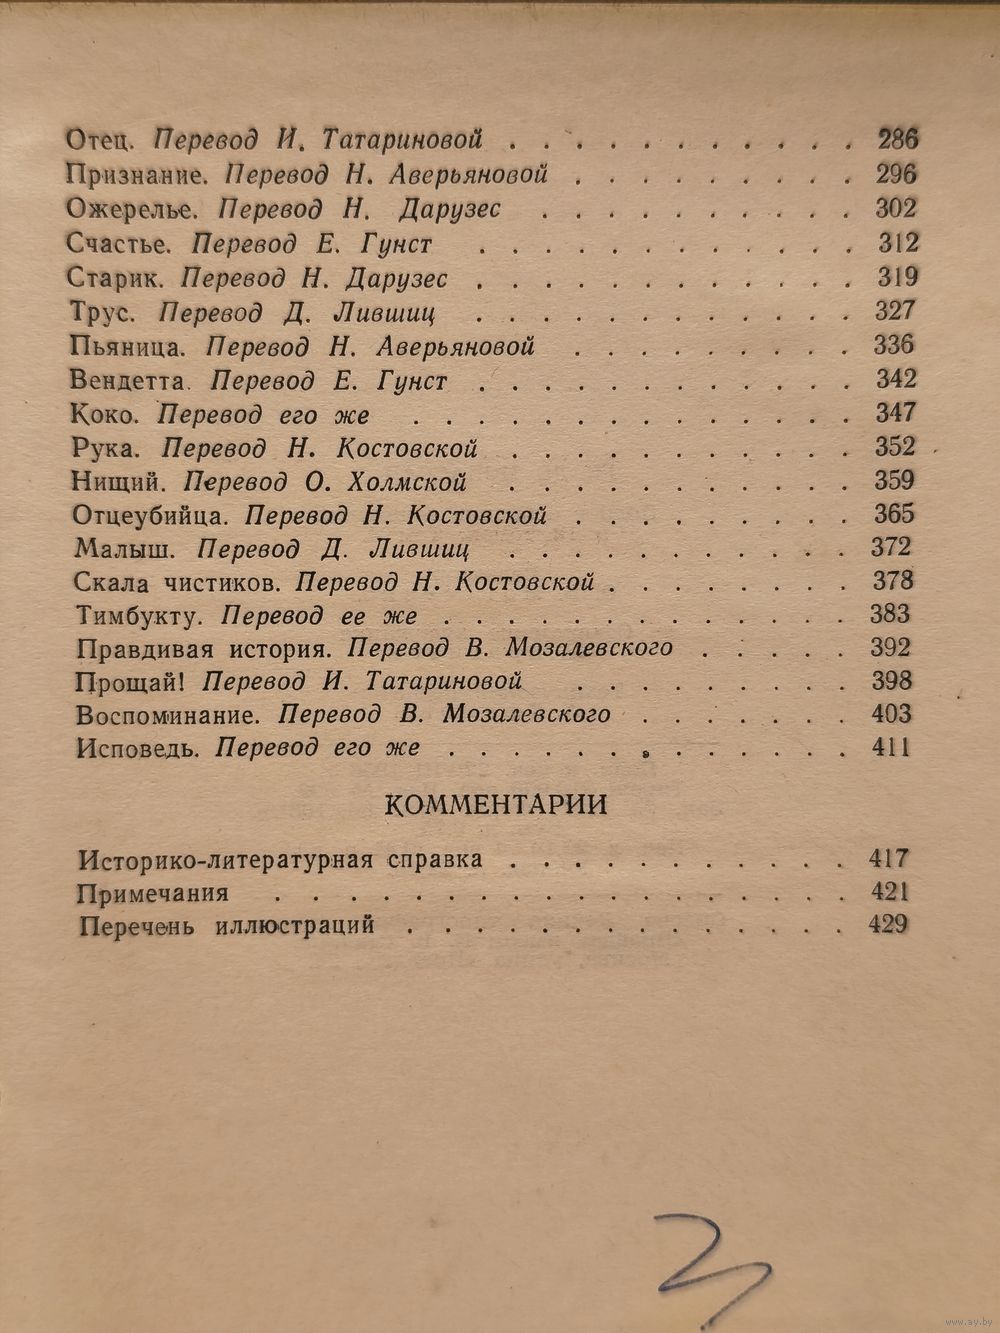 Отец. Перевод И. Татариновой . . . . . . . . . . . 286
Признание. Перевод Н. Аверьяновой . . . . . . . . . 296
Ожерелье. Перевод Н. Дарузес . . . . . . . . . . 302
Счастье. Перевод Е. Гунст . . . . . . . . . . . . 312
Старик. Перевод Н. Дарузес . . . . . . . . . . . . 319
Трус. Перевод Д. Лившиц . . . . . . . . . . . . 327
Пьяница. Перевод Н. Аверьяновой . . . . . . . . . 336
Вендетта. Перевод Е. Гунст . . . . . . . . . . . . 342
Коко. Перевод его же . . . . . . . . . . . . . . 347
Рука. Перевод Н. Костовской . . . . . . . . . . . 352
Нищий. Перевод О. Холмской . . . . . . . . . . . 359
Отцеубийца. Перевод Н. Костовской . . . . . . . . . 365
Малыш. Перевод Д. Лившиц . . . . . . . . . . . 372
Скала чистиков. Перевод Н. Костовской . . . . . . . . 378
Тимбукту. Перевод ее же . . . . . . . . . . . . . 383
Правдивая история. Перевод В. Мозалевского . . . . . 392
Прощай! Перевод И. Татариновой . . . . . . . . . 398
Воспоминание. Перевод В. Мозалевского . . . . . . . 403
Исповедь. Перевод его же . . . . . . . . . . . . . 411
КОММЕНТАРИИ
Историко-литературная справка . . . . . . . . . . . 417
Примечания . . . . . . . . . . . . . . . . . . 421
Перечень иллюстраций . . . . . . . . . . . . . . 429
www.ay.by